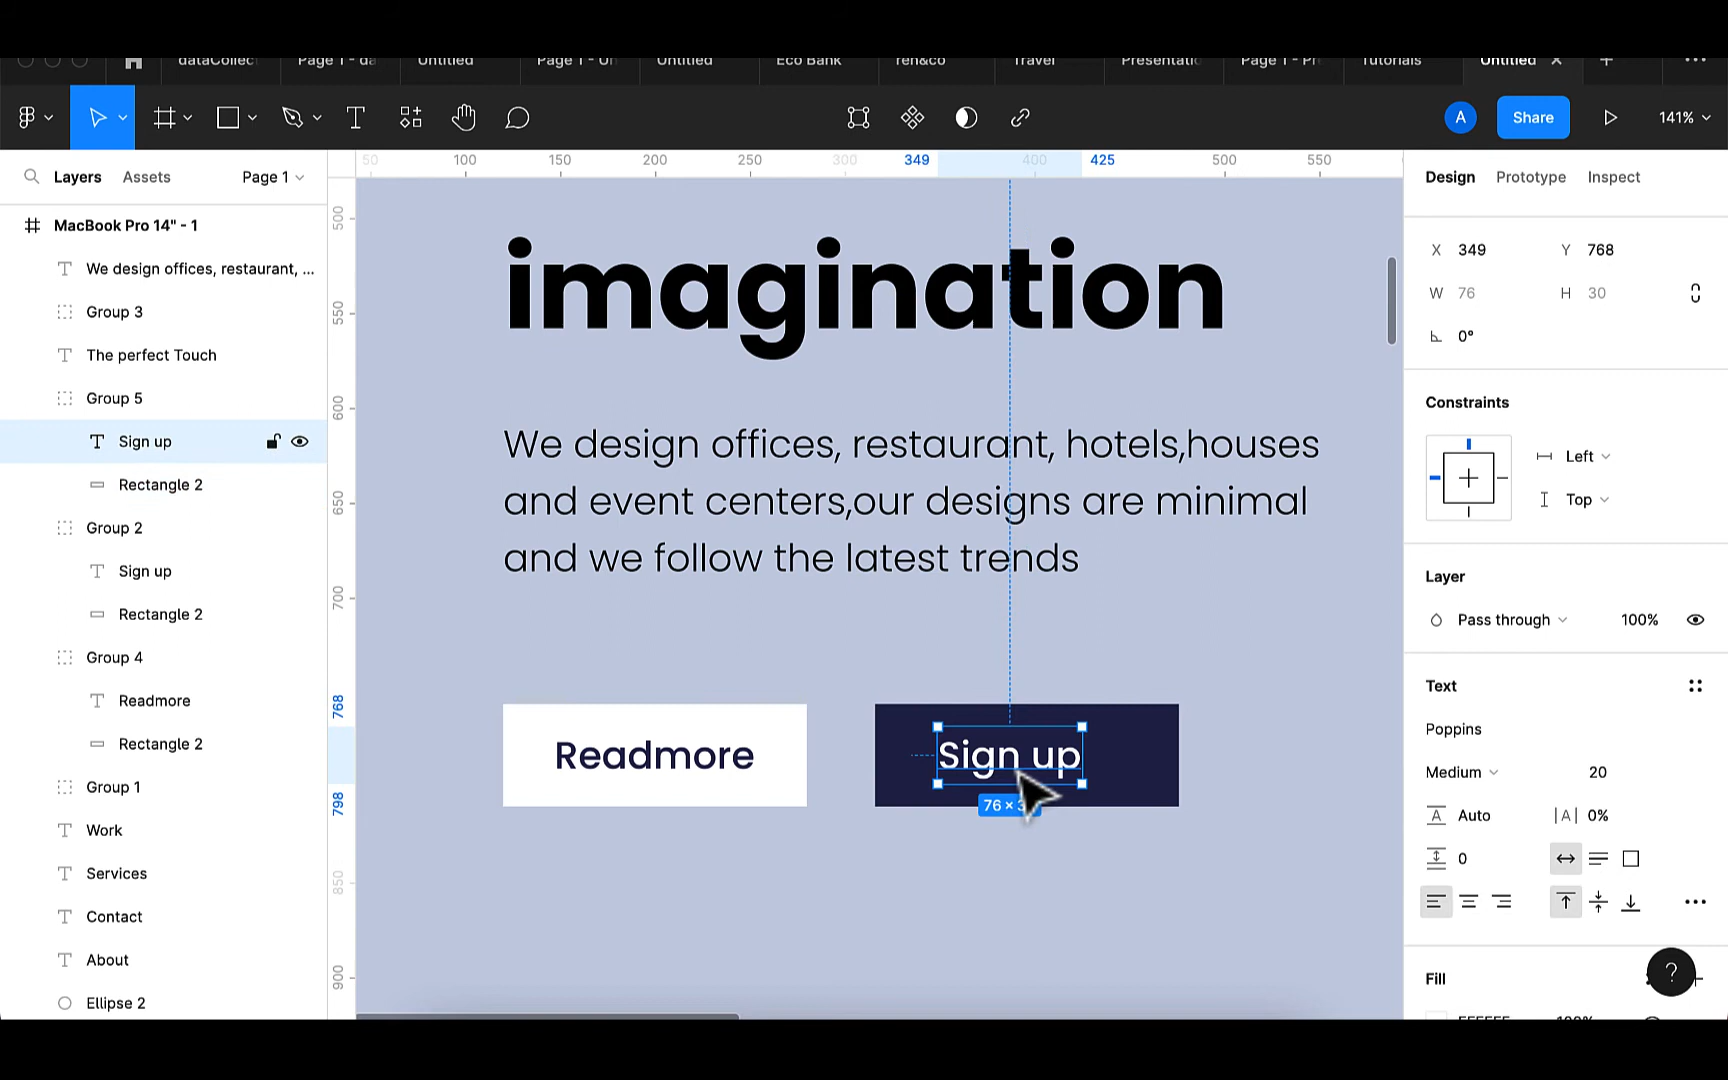 dataCollec
Page 1 - da
Untitled
Page 1 - Un
Untitled
Eco Bank
ren&co
Travel
Presentatic
Page 1 - Pr
Tutorials
Untitled
A
Share
141%
Layers
Assets
Page 1
50
100
150
200
250
300
349
400
425
500
550
Design
Prototype
Inspect
MacBook Pro 14" - 1
We design offices, restaurant, ...
Group 3
The perfect Touch
Group 5
Sign up
Rectangle 2
Group 2
Sign up
Rectangle 2
Group 4
Readmore
Rectangle 2
Group 1
Work
Services
Contact
About
Ellipse 2
500
550
600
650
700
768
798
850
900
imagination
We design offices, restaurant, hotels,houses
and event centers,our designs are minimal
and we follow the latest trends
Readmore
Sign up
X 349
Y 768
W 76
H 30
0°
Constraints
Left
Top
Layer
Pass through
100%
Text
Poppins
Medium
20
Auto
|A| 0%
0
Fill
?